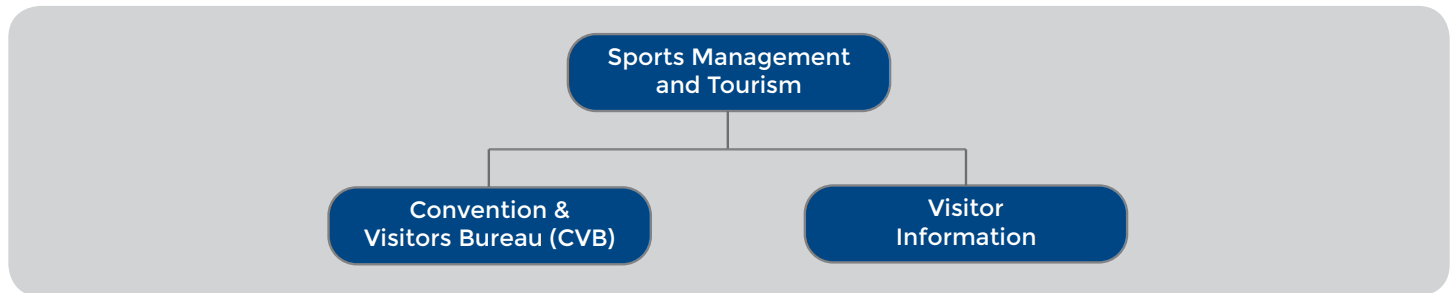 Sports Management
and Tourism
Convention &
Visitors Bureau (CVB)
Visitor
Information